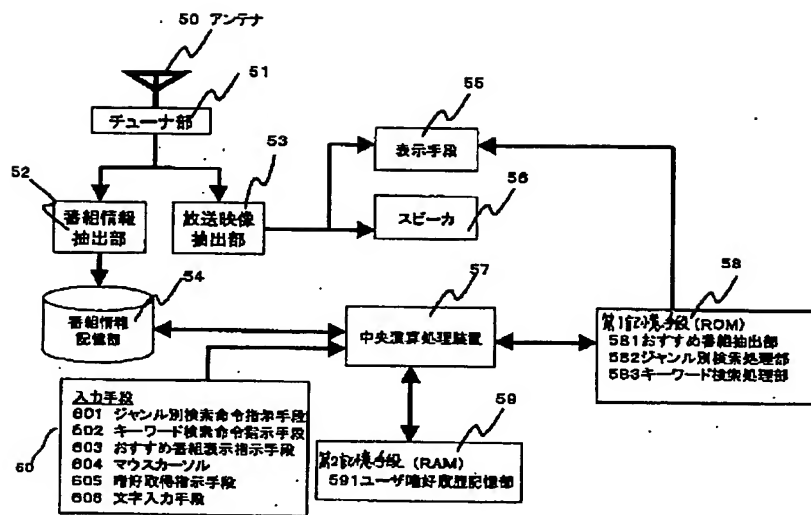 50 アンテナ
51
チューナ部
52
番組情報
抽出部
53
放送映像
抽出部
54
番組情報
記憶部
55
表示手段
56
スピーカ
57
中央演算処理装置
58
第1記憶手段(ROM)
581おすすめ番組抽出部
582ジャンル別検索処理部
583キーワード検索処理部
入力手段
601 ジャンル別検索命令指示手段
602 キーワード検索命令指示手段
603 おすすめ番組表示指示手段
604 マウスカーソル
605 嗜好取得指示手段
606 文字入力手段
60
59
第2記憶手段(RAM)
591ユーザ嗜好履歴記憶部